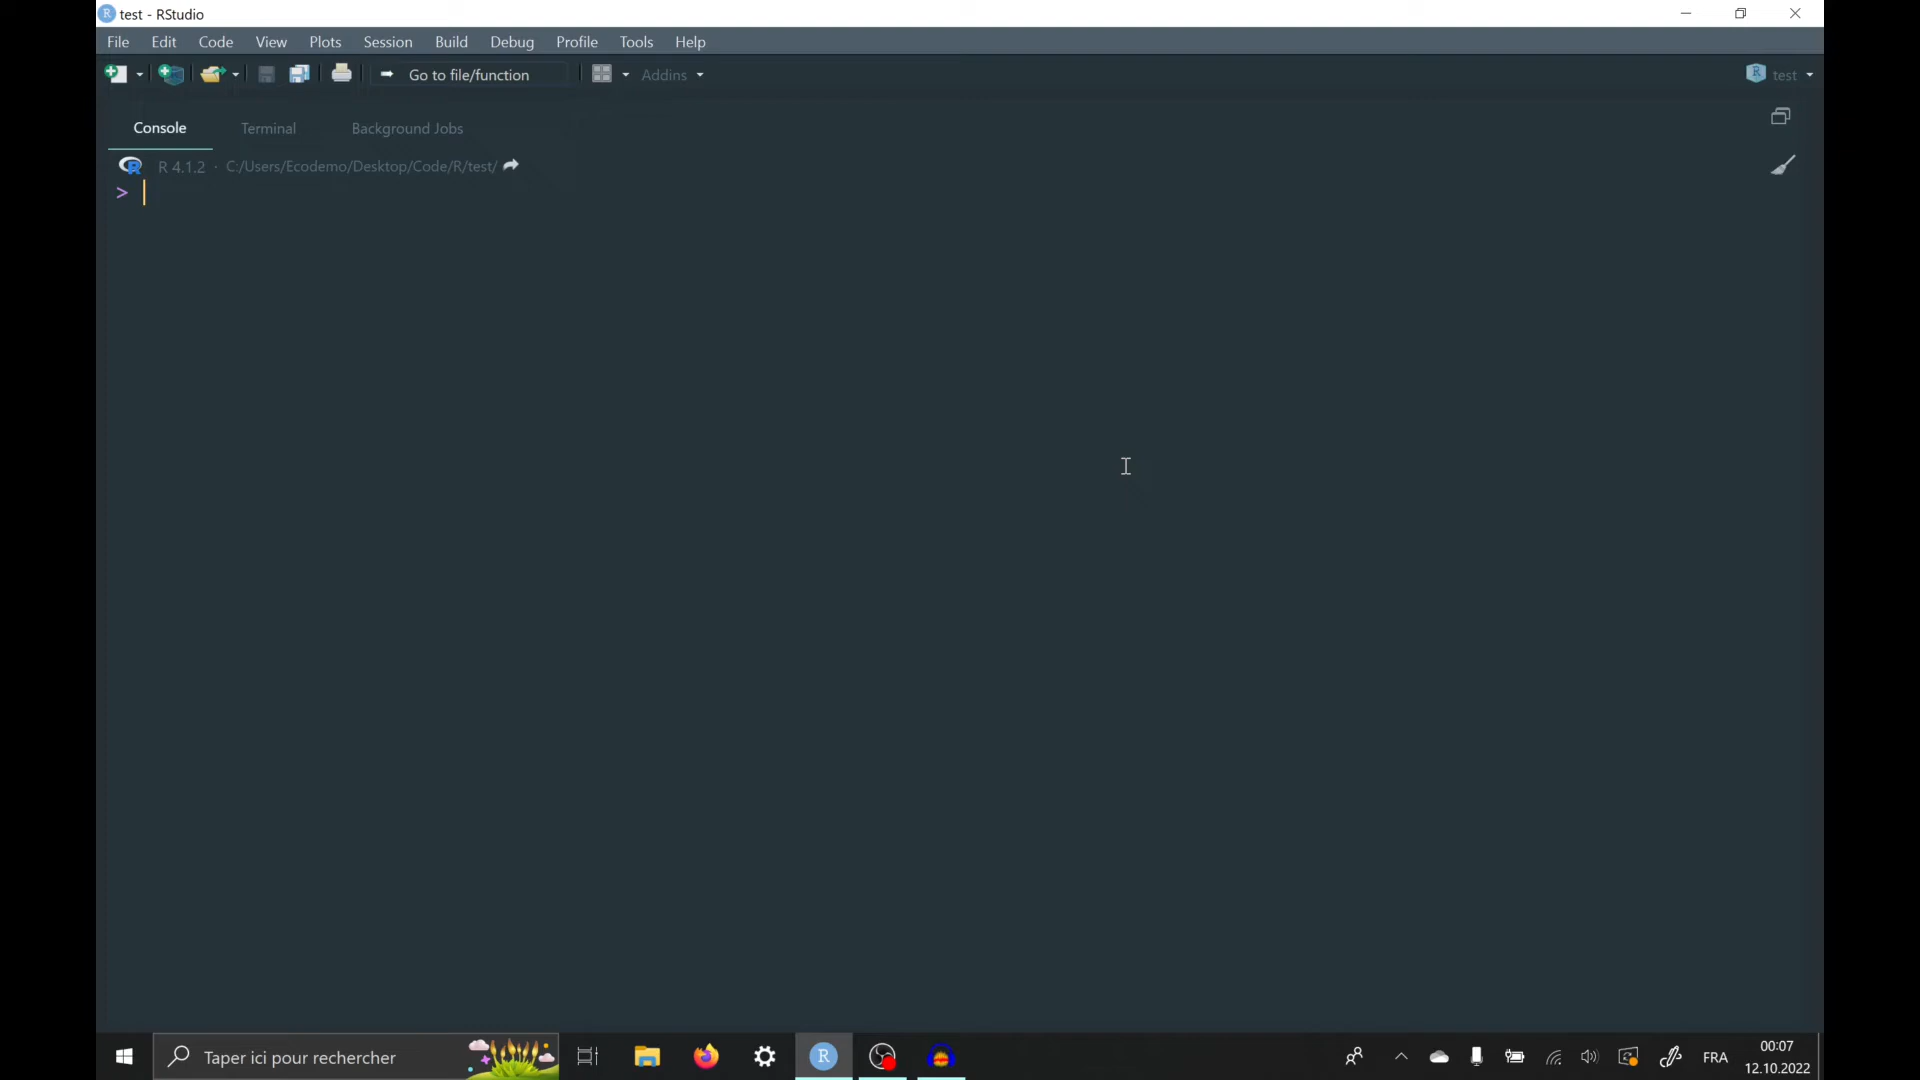 test - RStudio
File Edit Code View Plots Session Build Debug Profile Tools Help
Go to file/function Addins test
Console Terminal Background Jobs
R 4.1.2 · C:/Users/Ecodemo/Desktop/Code/R/test/
>
Taper ici pour rechercher
FRA
00:07
12.10.2022